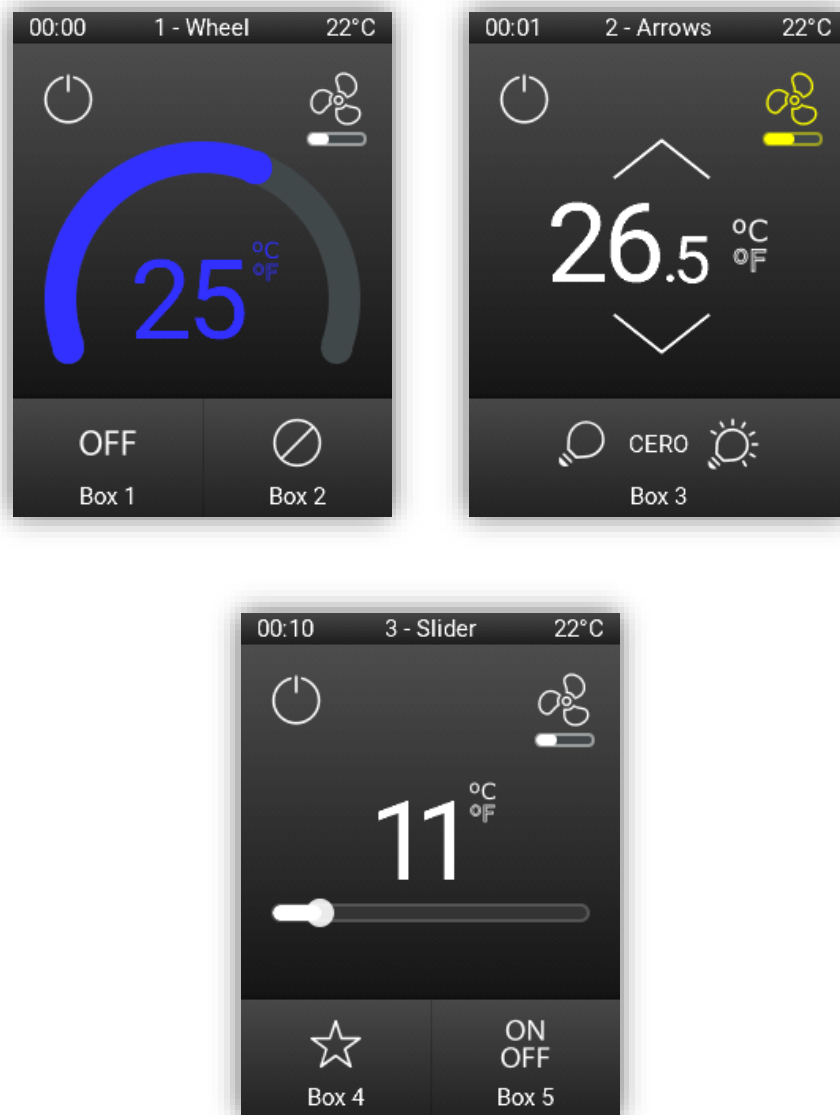 00:00 1 - Wheel 22°C
25 °C
°F
OFF
Box 1 Box 2
00:01 2 - Arrows 22°C
26.5 °C
°F
CERO
Box 3
00:10 3 - Slider 22°C
11 °C
°F
ON
OFF
Box 4 Box 5